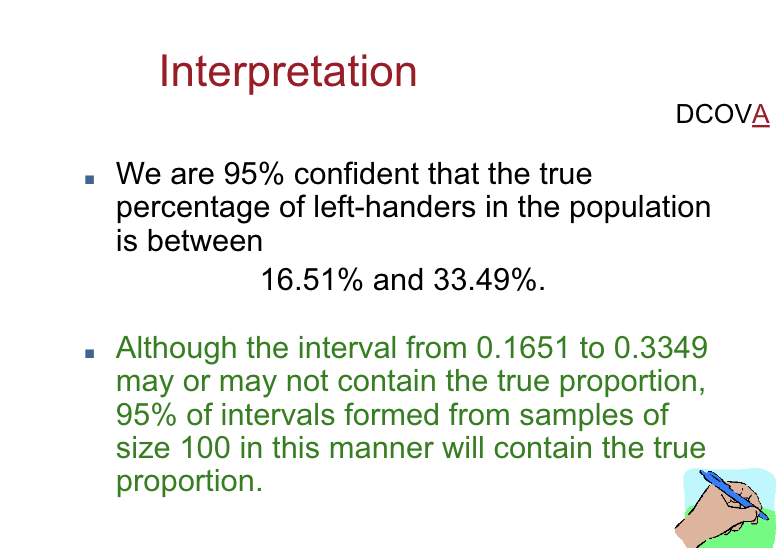 Interpretation
DCOVA
■ We are 95% confident that the true
percentage of left-handers in the population
is between
16.51% and 33.49%.
■ Although the interval from 0.1651 to 0.3349
may or may not contain the true proportion,
95% of intervals formed from samples of
size 100 in this manner will contain the true
proportion.